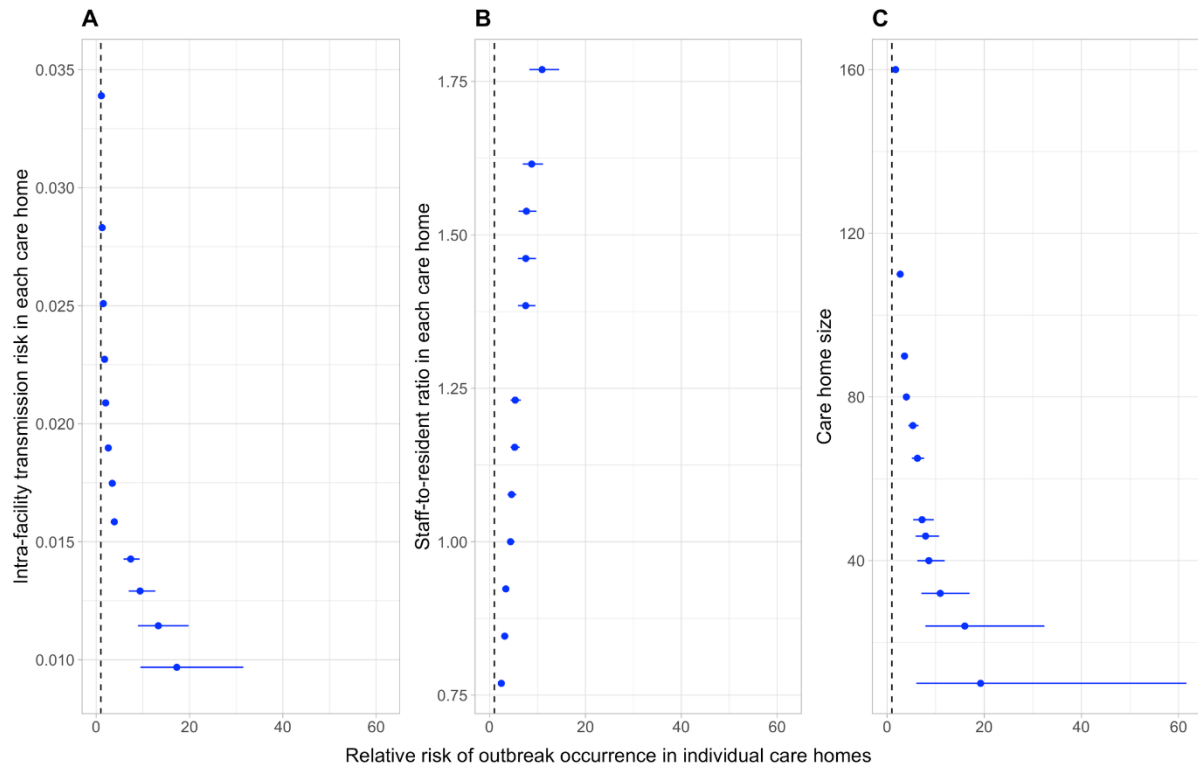 A
B
C
Intra-facility transmission risk in each care home
0.035
0.030
0.025
0.020
0.015
0.010
0 20 40 60
Staff-to-resident ratio in each care home
1.75
1.50
1.25
1.00
0.75
0 20 40 60
Care home size
160
120
80
40
0 20 40 60
Relative risk of outbreak occurrence in individual care homes